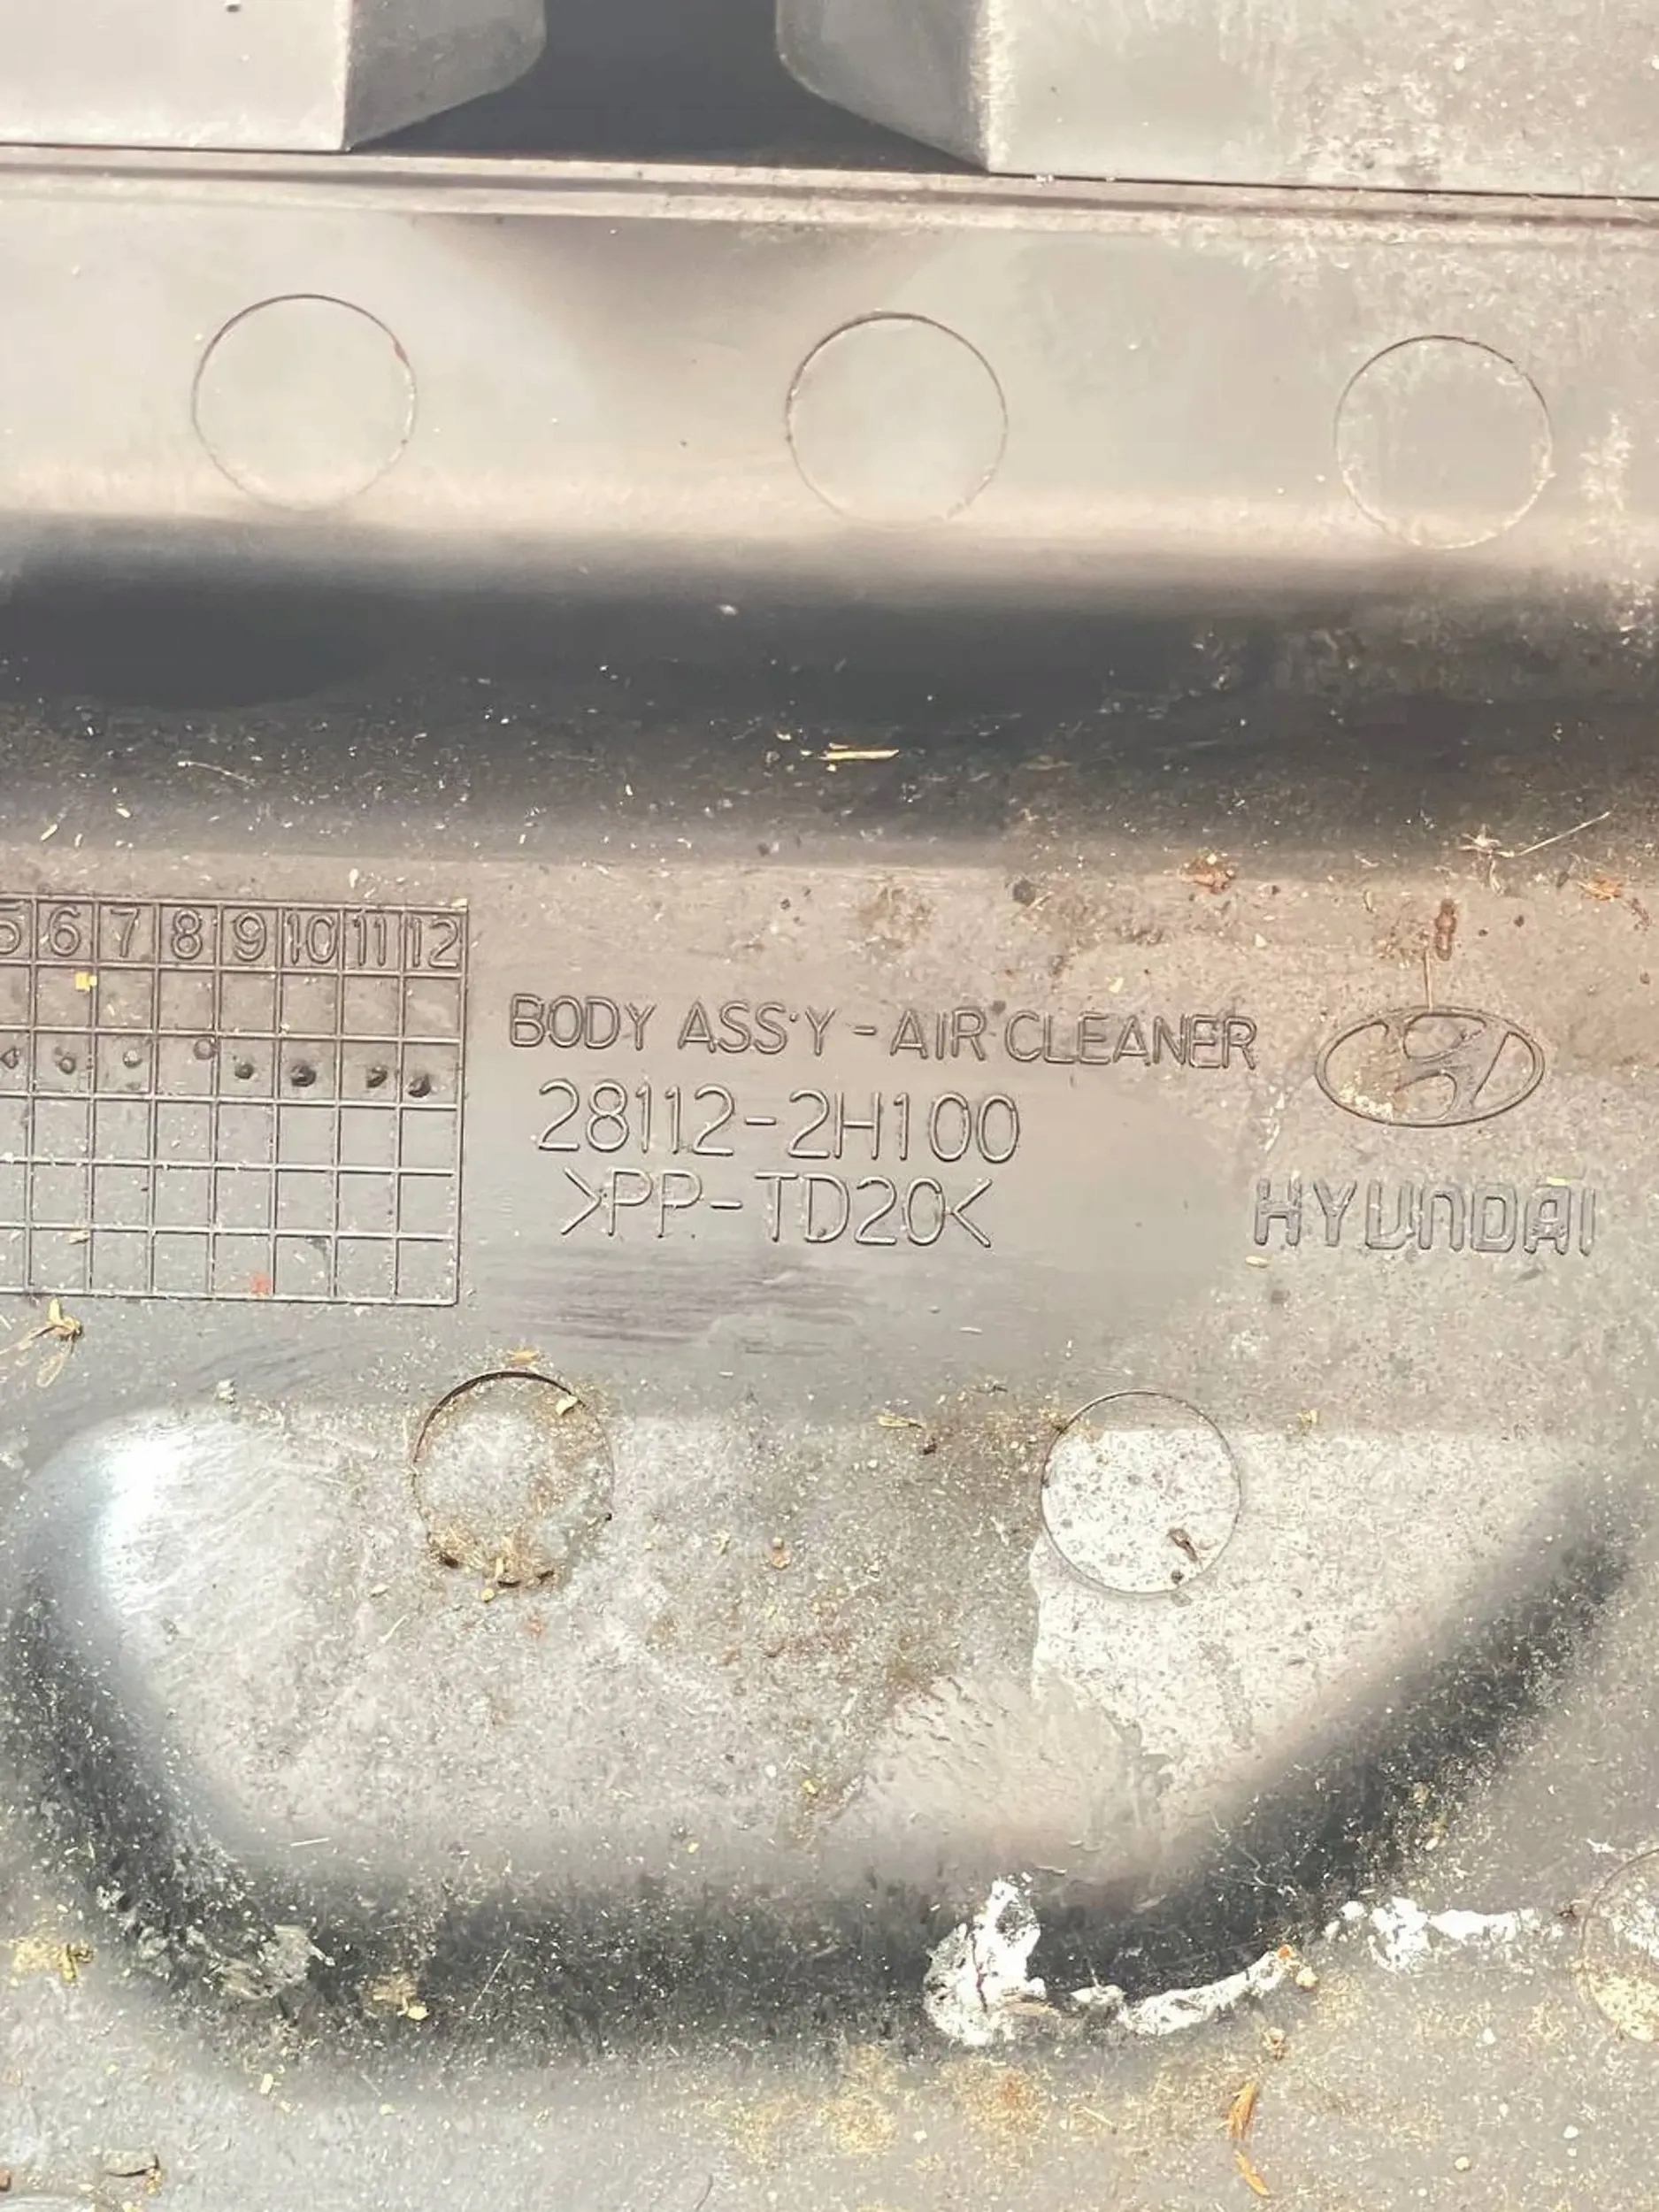 5 6 7 8 9 10 11 12
BODY ASS'Y-AIR CLEANER
28112-2H100
>PP-TD20<
HYUNDAI